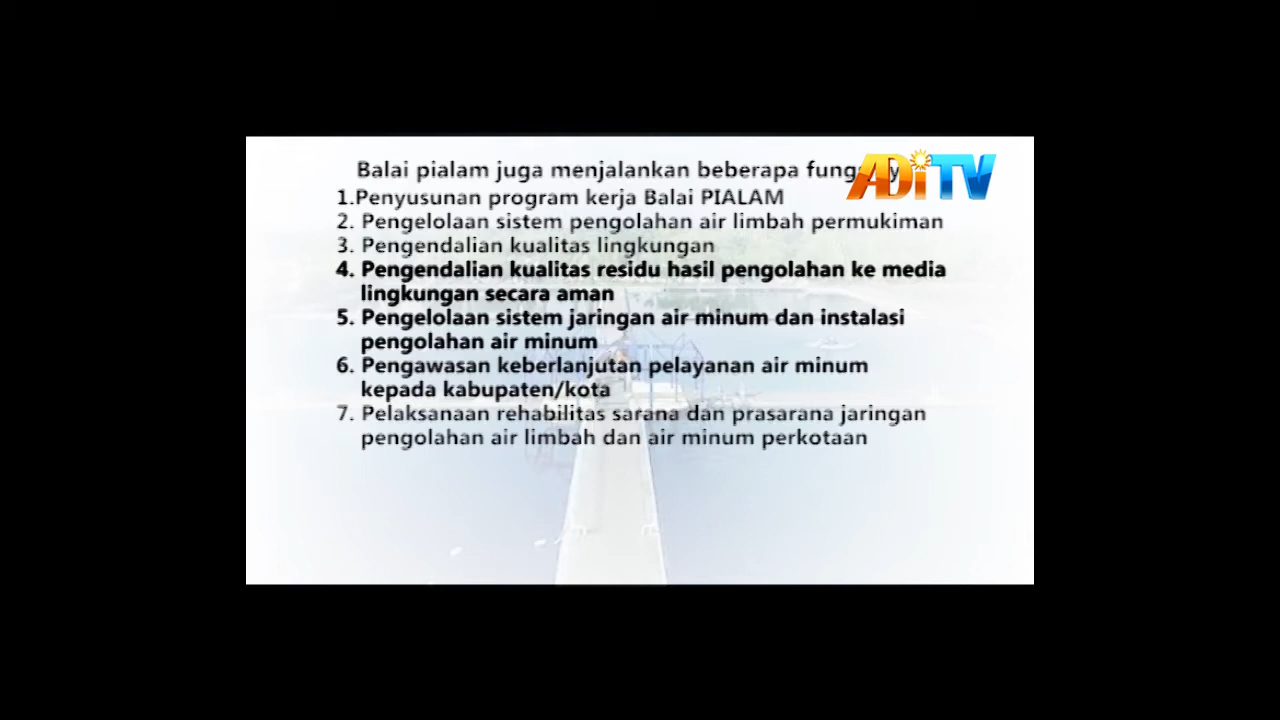 Balai pialam juga menjalankan beberapa
ADiTV
1.Penyusunan program kerja Balai PIALAM
2. Pengelolaan sistem pengolahan air limbah permukiman
3. Pengendalian kualitas lingkungan
4. Pengendalian kualitas residu hasil pengolahan ke media
lingkungan secara aman
5. Pengelolaan sistem jaringan air minum dan instalasi
pengolahan air minum
6. Pengawasan keberlanjutan pelayanan air minum
kepada kabupaten/kota
7. Pelaksanaan rehabilitas sarana dan prasarana jaringan
pengolahan air limbah dan air minum perkotaan